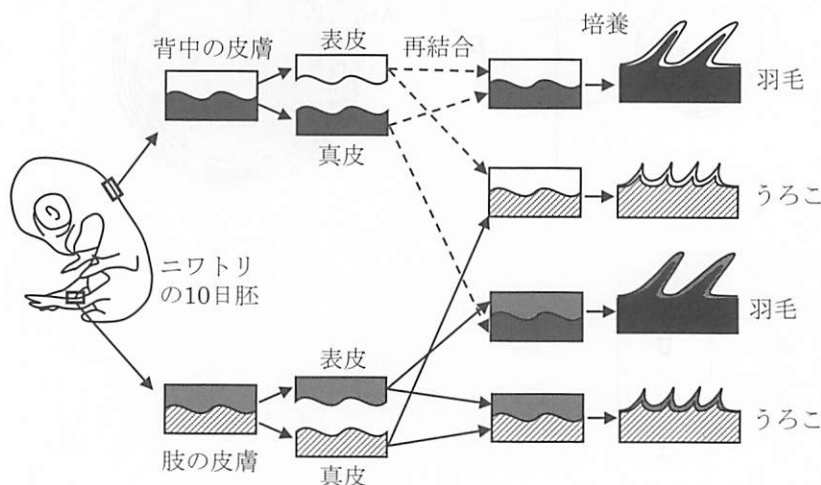 背中の皮膚
表皮
再結合
培養
羽毛
真皮
うろこ
ニワトリ
の10日胚
羽毛
表皮
うろこ
肢の皮膚
真皮